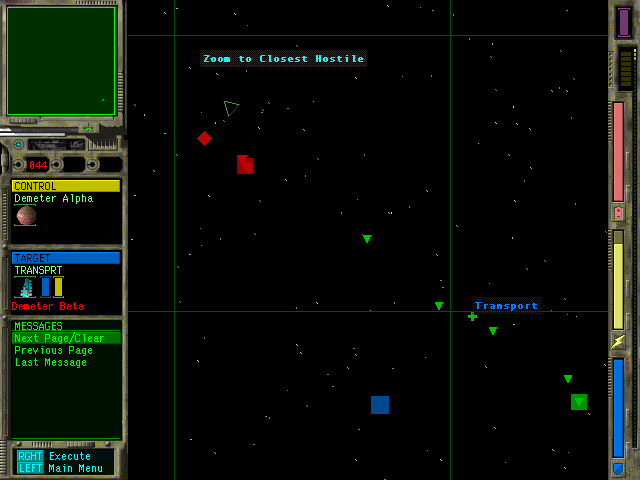 Zoom to Closest Hostile
044
CONTROL
Demeter Alpha
TARGET
TRANSPRT
Demeter Beta
Transport
MESSAGES
Next Page/Clear
Previous Page
Last Message
RGHT Execute
LEFT Main Menu